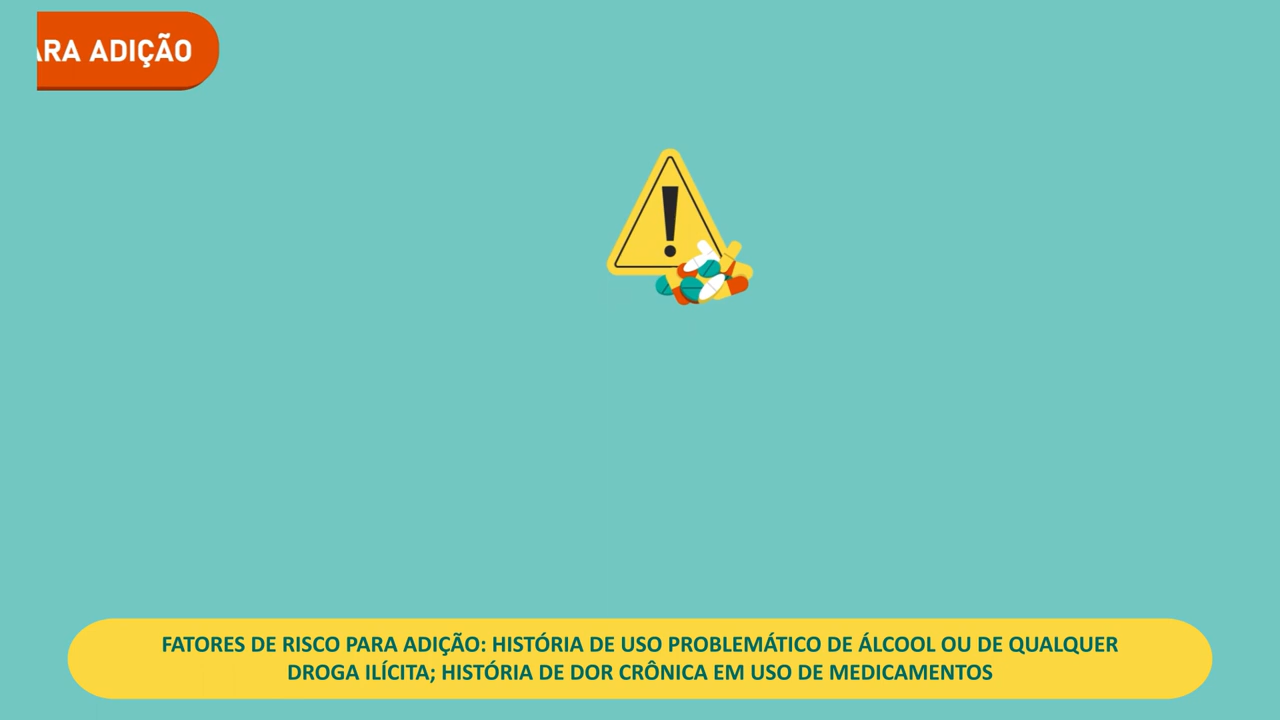 ARA ADIÇÃO
FATORES DE RISCO PARA ADIÇÃO: HISTÓRIA DE USO PROBLEMÁTICO DE ÁLCOOL OU DE QUALQUER
DROGA ILÍCITA; HISTÓRIA DE DOR CRÔNICA EM USO DE MEDICAMENTOS